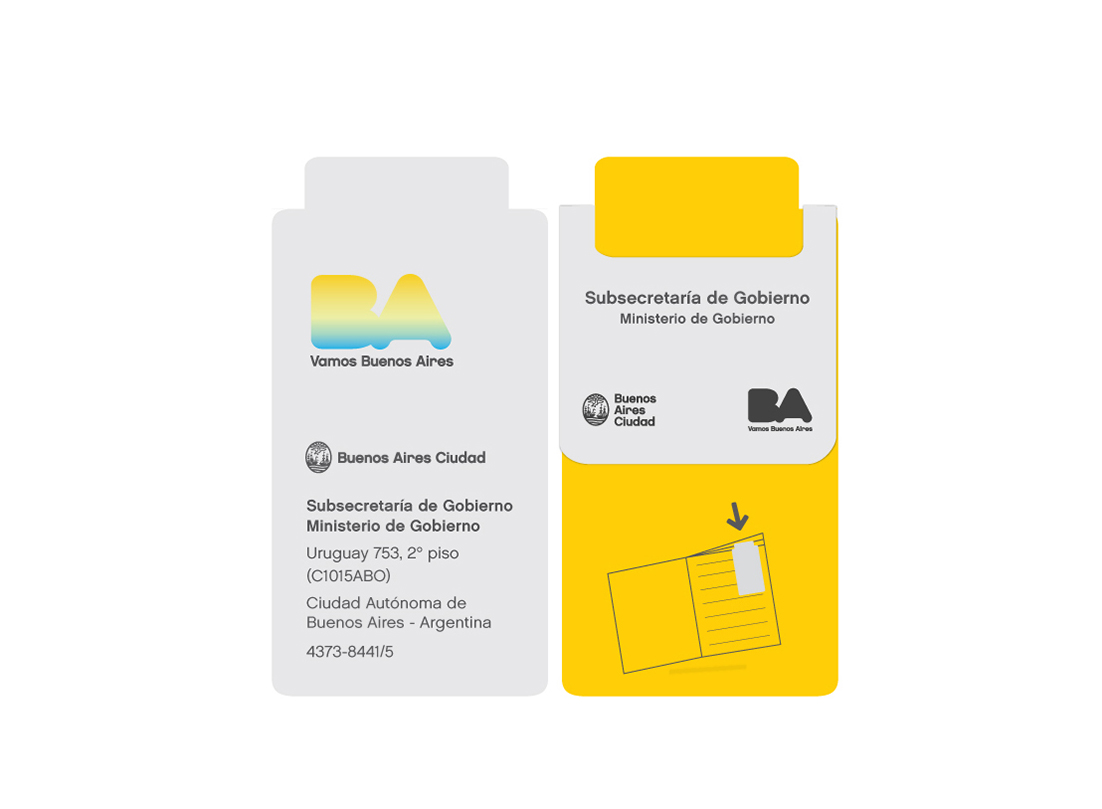 BA
Vamos Buenos Aires
Buenos Aires Ciudad
Subsecretaría de Gobierno
Ministerio de Gobierno
Uruguay 753, 2º piso
(C1015ABO)
Ciudad Autónoma de
Buenos Aires - Argentina
4373-8441/5
Subsecretaría de Gobierno
Ministerio de Gobierno
Buenos
Aires
Ciudad
BA
Vamos Buenos Aires